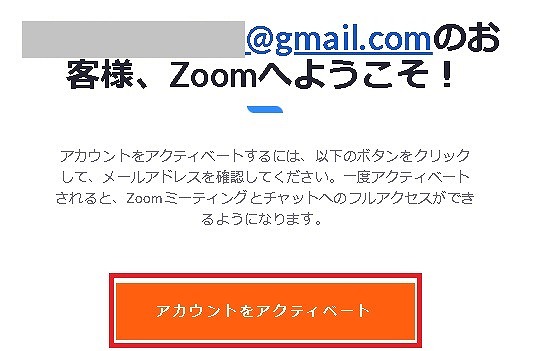 @gmail.comのお
客様、Zoomへようこそ！
アカウントをアクティベートするには、以下のボタンをクリック
して、メールアドレスを確認してください。一度アクティベート
されると、Zoomミーティングとチャットへのフルアクセスができ
るようになります。
アカウントをアクティベート